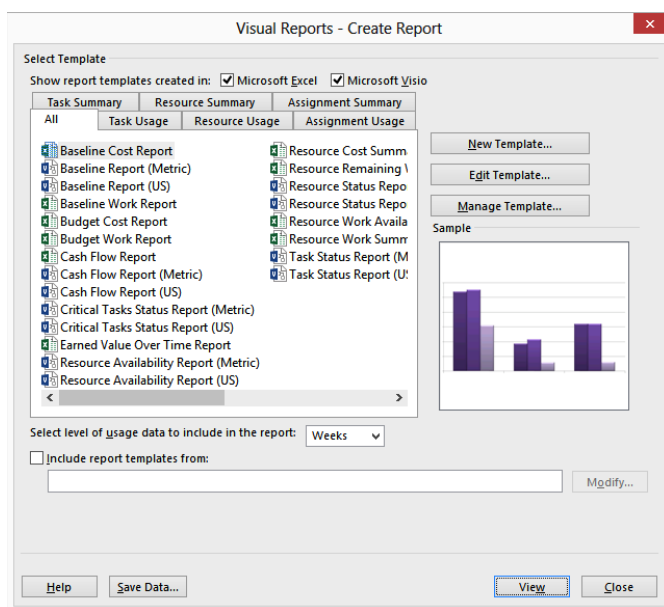 Visual Reports - Create Report
Select Template
Show report templates created in: Microsoft Excel Microsoft Visio
Task Summary Resource Summary Assignment Summary
All Task Usage Resource Usage Assignment Usage
Baseline Cost Report
Baseline Report (Metric)
Baseline Report (US)
Baseline Work Report
Budget Cost Report
Budget Work Report
Cash Flow Report
Cash Flow Report (Metric)
Cash Flow Report (US)
Critical Tasks Status Report (Metric)
Critical Tasks Status Report (US)
Earned Value Over Time Report
Resource Availability Report (Metric)
Resource Availability Report (US)
Resource Cost Summ
Resource Remaining
Resource Status Repo
Resource Status Repo
Resource Work Availa
Resource Work Summ
Task Status Report (M
Task Status Report (U
New Template...
Edit Template...
Manage Template...
Sample
Select level of usage data to include in the report: Weeks
Include report templates from:
Modify...
Help Save Data... View Close